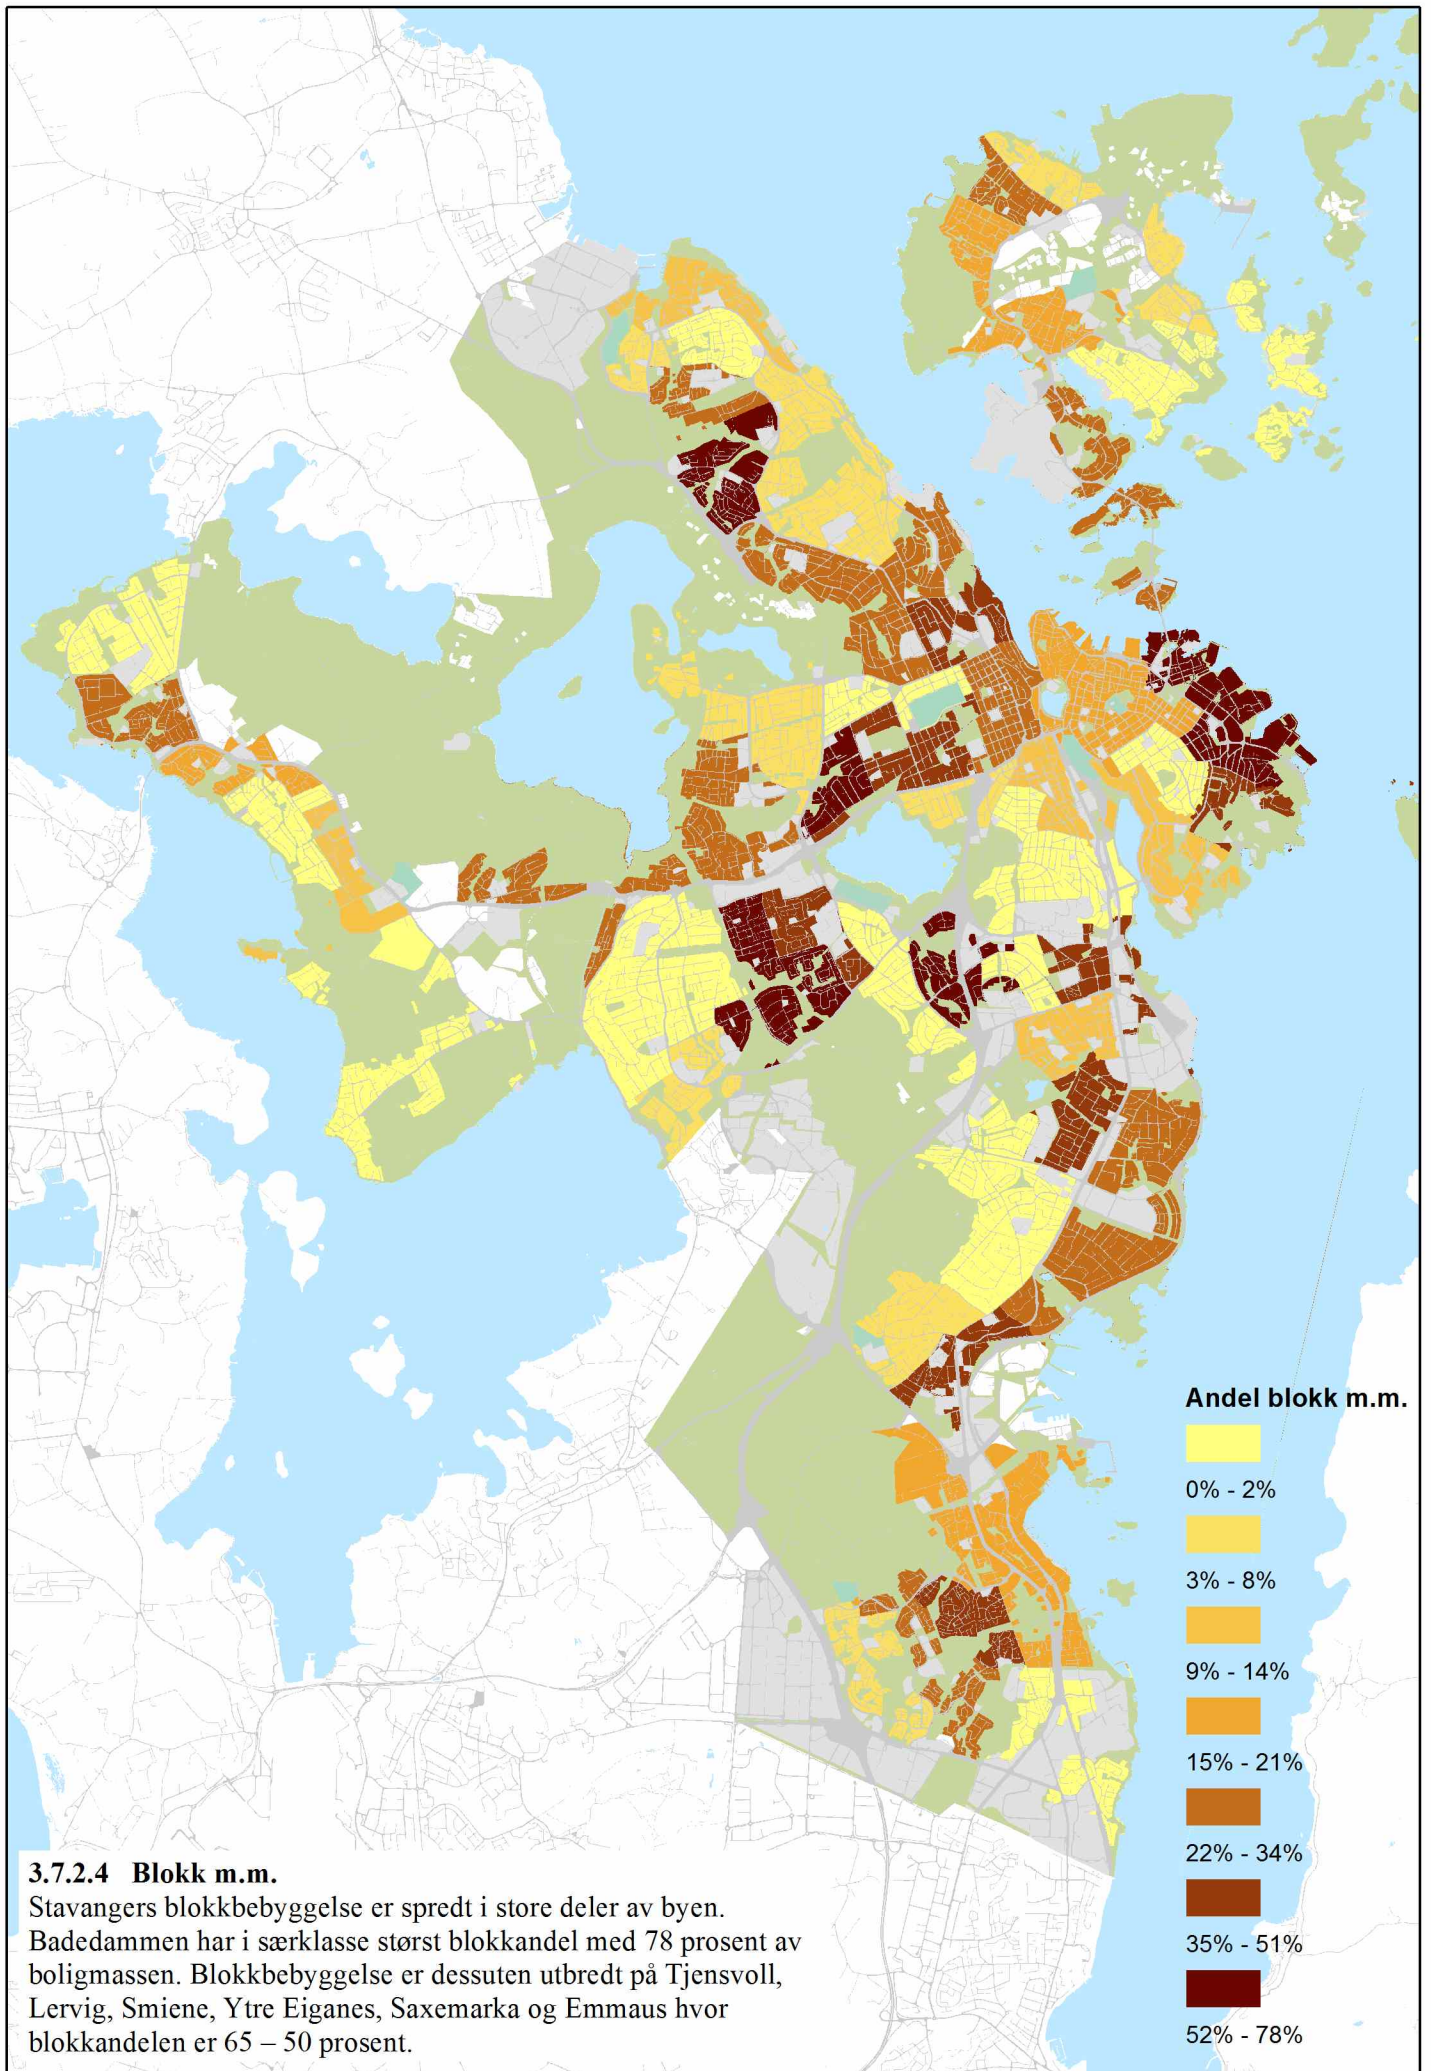 Andel blokk m.m.
0% - 2%
3% - 8%
9% - 14%
15% - 21%
22% - 34%
35% - 51%
52% - 78%
3.7.2.4 Blokk m.m.
Stavangers blokkbebyggelse er spredt i store deler av byen.
Badedammen har i særklasse størst blokkandel med 78 prosent av
boligmassen. Blokkbebyggelse er dessuten utbredt på Tjensvoll,
Lervig, Smiene, Ytre Eiganes, Saxemarka og Emmaus hvor
blokkandelen er 65 – 50 prosent.